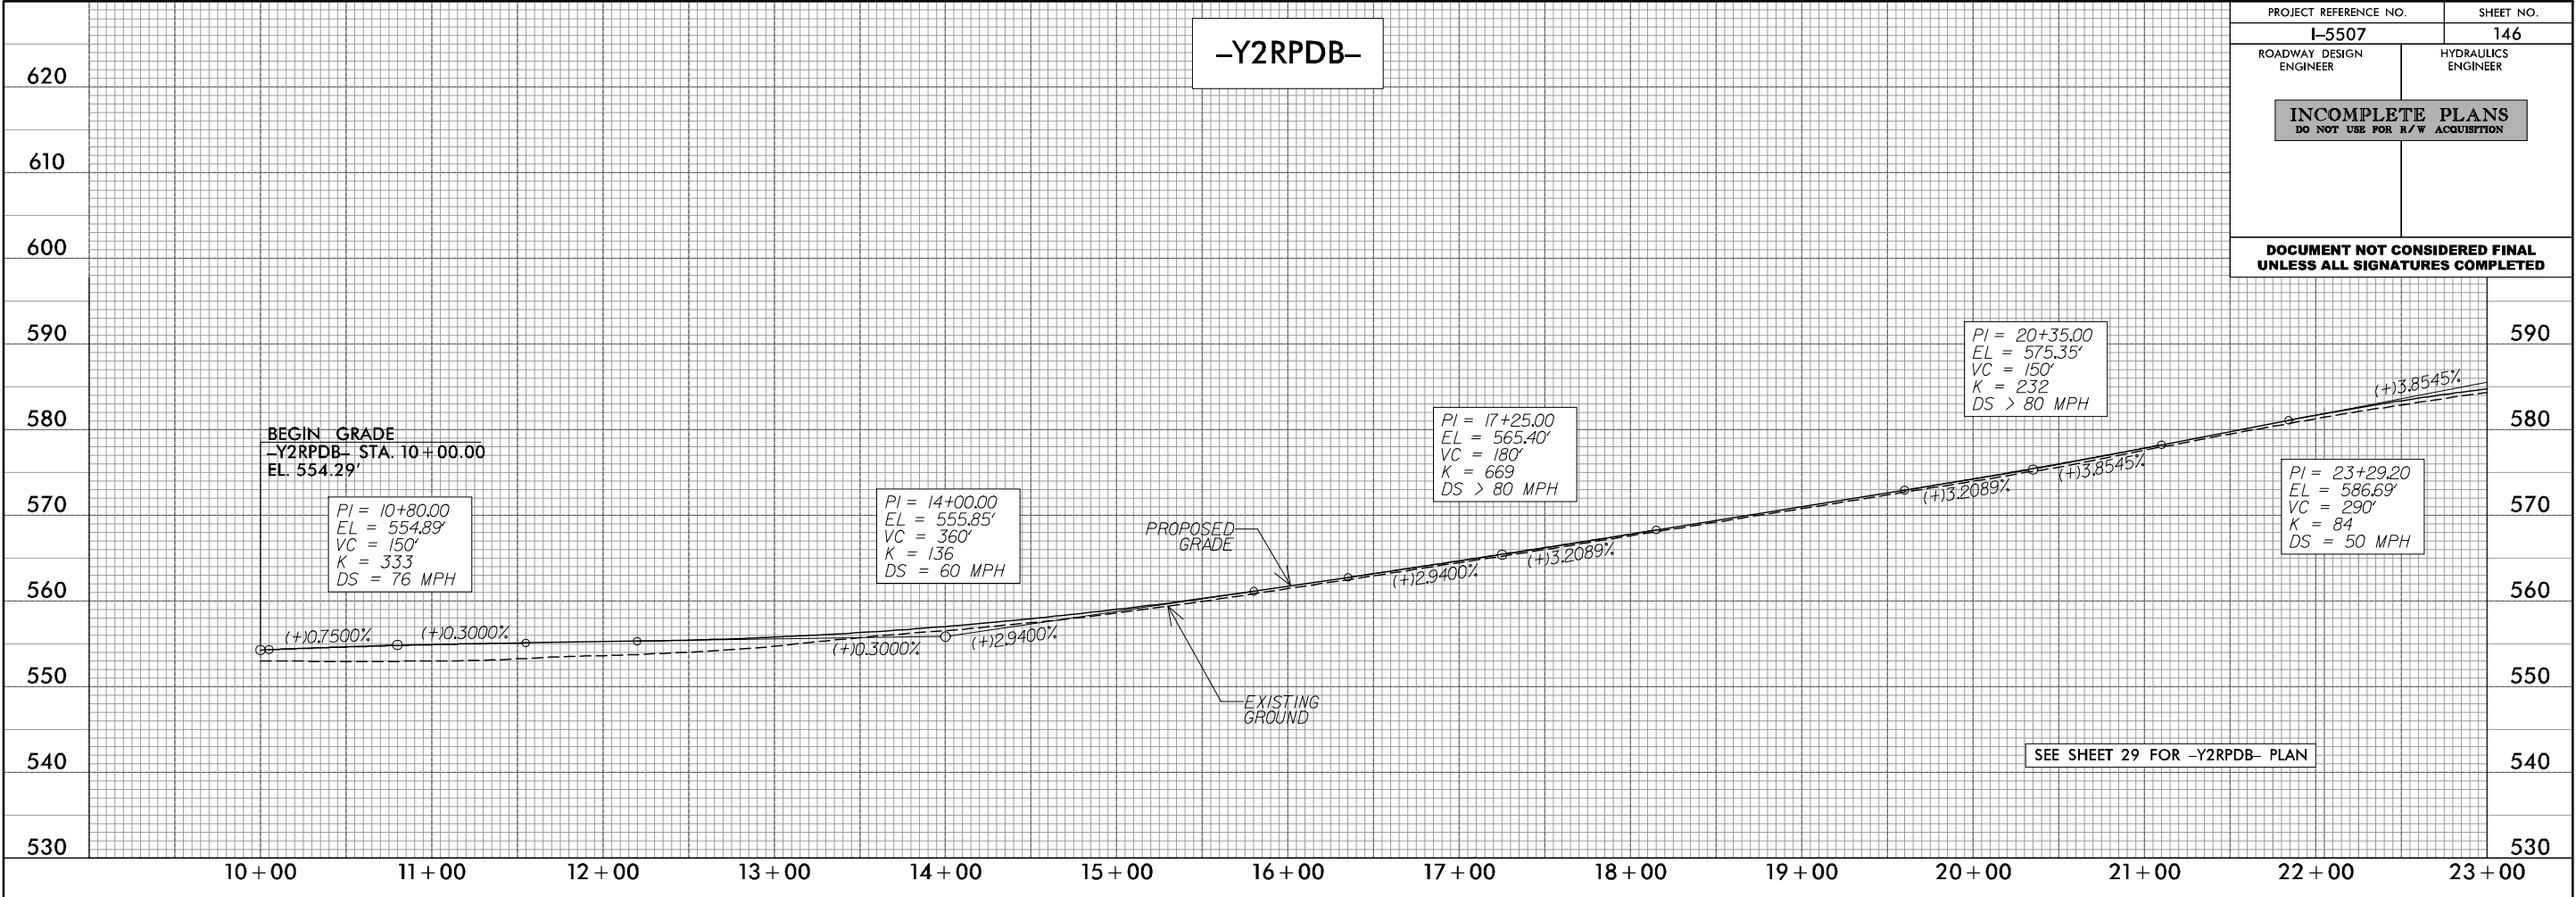 –Y2RPDB–
PROJECT REFERENCE NO.
SHEET NO.
I–5507
146
ROADWAY DESIGN
ENGINEER
HYDRAULICS
ENGINEER
INCOMPLETE PLANS
DO NOT USE FOR R/W ACQUISITION
DOCUMENT NOT CONSIDERED FINAL
UNLESS ALL SIGNATURES COMPLETED
620
610
600
590
580
570
560
550
540
530
BEGIN GRADE
–Y2RPDB– STA. 10+00.00
EL. 554.29'
PI = 10+80.00
EL = 554.89'
VC = 150'
K = 333
DS = 76 MPH
PI = 14+00.00
EL = 555.85'
VC = 360'
K = 136
DS = 60 MPH
PI = 17+25.00
EL = 565.40'
VC = 180'
K = 669
DS > 80 MPH
PI = 20+35.00
EL = 575.35'
VC = 150'
K = 232
DS > 80 MPH
PI = 23+29.20
EL = 586.69'
VC = 290'
K = 84
DS = 50 MPH
PROPOSED
GRADE
EXISTING
GROUND
(+)0.7500%
(+)0.3000%
(+)0.3000%
(+)2.9400%
(+)2.9400%
(+)3.2089%
(+)3.2089%
(+)3.8545%
(+)3.8545%
SEE SHEET 29 FOR –Y2RPDB– PLAN
590
580
570
560
550
540
530
10+00
11+00
12+00
13+00
14+00
15+00
16+00
17+00
18+00
19+00
20+00
21+00
22+00
23+00